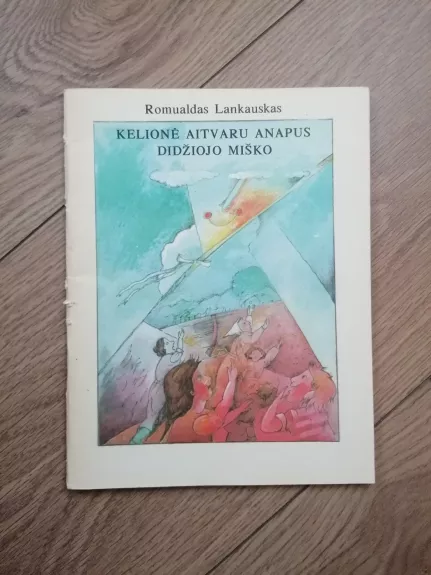 Romualdas Lankauskas
KELIONĖ AITVARU ANAPUS
DIDŽIOJO MIŠKO